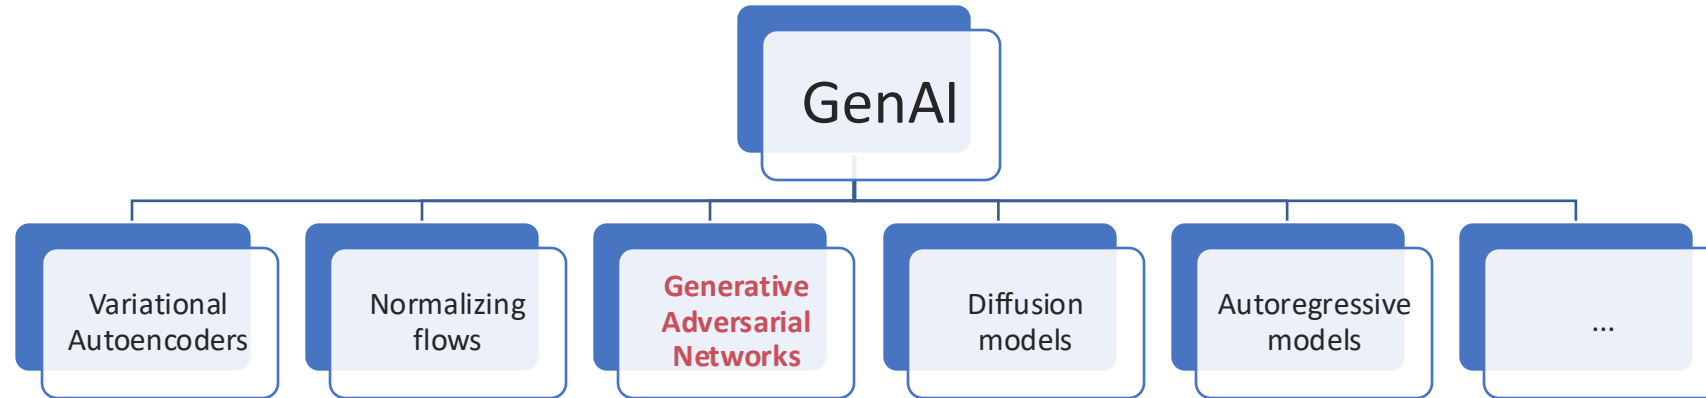 GenAI
Variational
Autoencoders
Normalizing
flows
Generative
Adversarial
Networks
Diffusion
models
Autoregressive
models
...